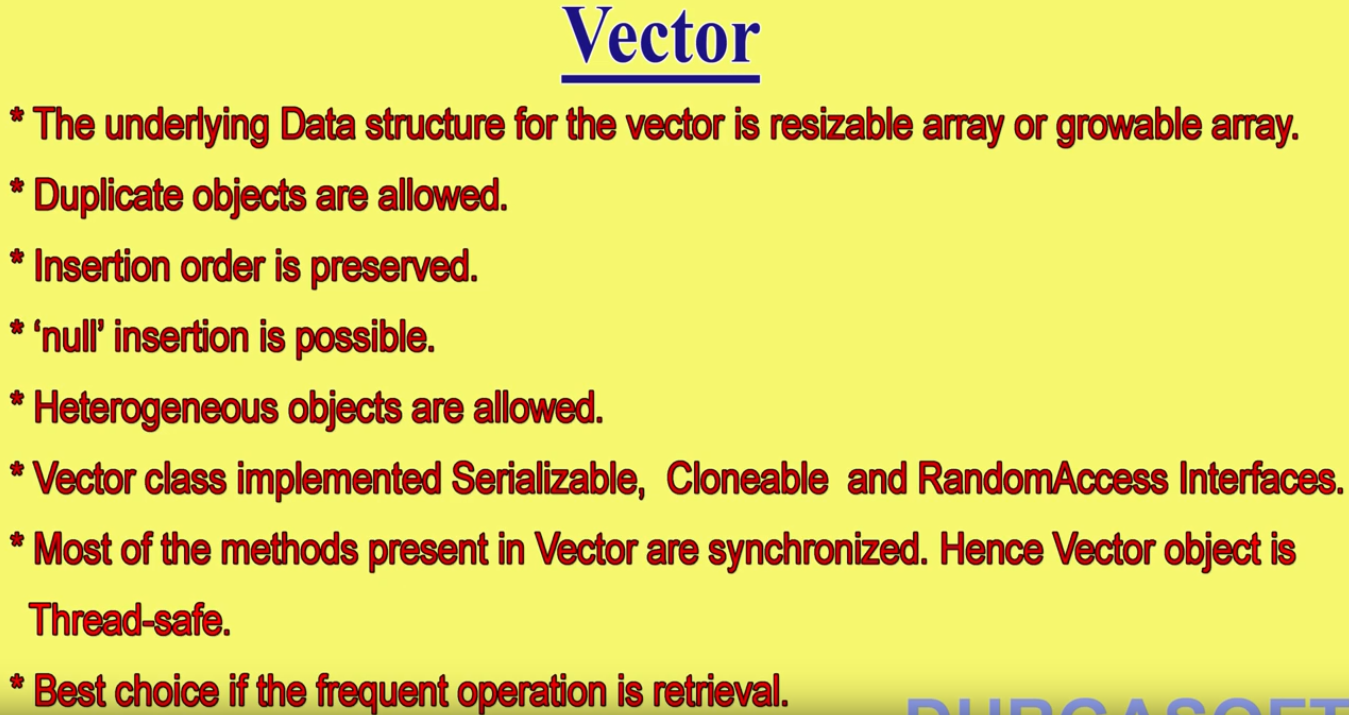 Vector
* The underlying Data structure for the vector is resizable array or growable array.
* Duplicate objects are allowed.
* Insertion order is preserved.
* ‘null’ insertion is possible.
* Heterogeneous objects are allowed.
* Vector class implemented Serializable, Cloneable and RandomAccess Interfaces.
* Most of the methods present in Vector are synchronized. Hence Vector object is
Thread-safe.
* Best choice if the frequent operation is retrieval.
DURGASOFT